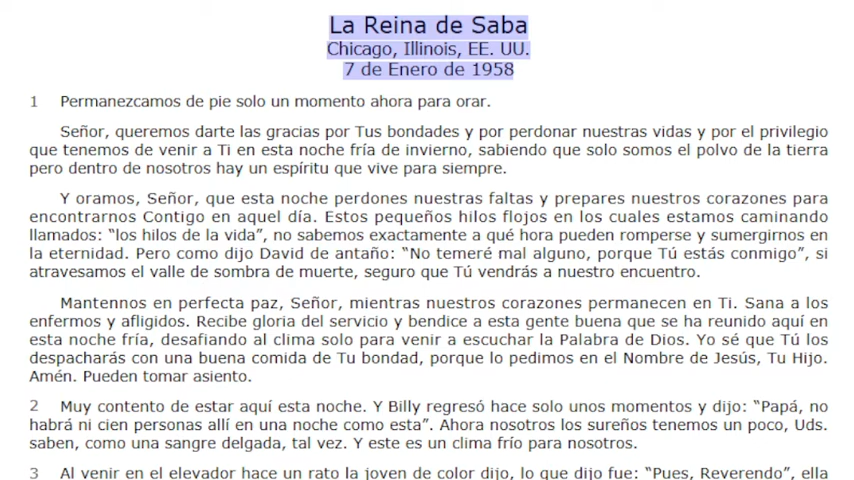 La Reina de Saba
Chicago, Illinois, EE. UU.
7 de Enero de 1958
1 Permanezcamos de pie solo un momento ahora para orar.
Señor, queremos darte las gracias por Tus bondades y por perdonar nuestras vidas y por el privilegio
que tenemos de venir a Ti en esta noche fría de invierno, sabiendo que solo somos el polvo de la tierra
pero dentro de nosotros hay un espíritu que vive para siempre.
Y oramos, Señor, que esta noche perdones nuestras faltas y prepares nuestros corazones para
encontrarnos Contigo en aquel día. Estos pequeños hilos flojos en los cuales estamos caminando
llamados: “los hilos de la vida”, no sabemos exactamente a qué hora pueden romperse y sumergirnos en
la eternidad. Pero como dijo David de antaño: “No temeré mal alguno, porque Tú estás conmigo”, si
atravesamos el valle de sombra de muerte, seguro que Tú vendrás a nuestro encuentro.
Mantennos en perfecta paz, Señor, mientras nuestros corazones permanecen en Ti. Sana a los
enfermos y afligidos. Recibe gloria del servicio y bendice a esta gente buena que se ha reunido aquí en
esta noche fría, desafiando al clima solo para venir a escuchar la Palabra de Dios. Yo sé que Tú los
despacharás con una buena comida de Tu bondad, porque lo pedimos en el Nombre de Jesús, Tu Hijo.
Amén. Pueden tomar asiento.
2 Muy contento de estar aquí esta noche. Y Billy regresó hace solo unos momentos y dijo: “Papá, no
habrá ni cien personas allí en una noche como esta”. Ahora nosotros los sureños tenemos un poco, Uds.
saben, como una sangre delgada, tal vez. Y este es un clima frío para nosotros.
3 Al venir en el elevador hace un rato la joven de color dijo, lo que dijo fue: “Pues, Reverendo”, ella